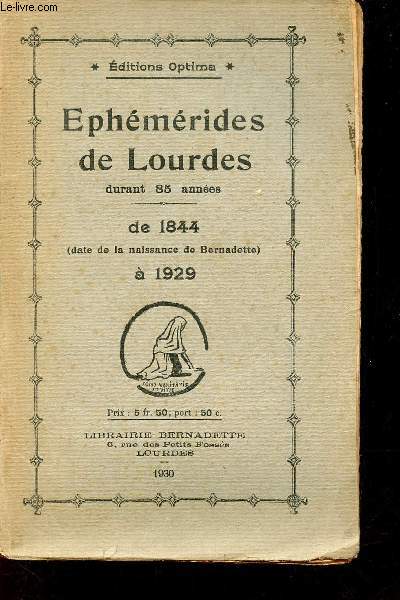 Le-livre.com
* Éditions Optima *
Ephémérides
de Lourdes
durant 85 années
de 1844
(date de la naissance de Bernadette)
à 1929
Prix : 5 fr. 50, port : 50 c.
LIBRAIRIE BERNADETTE
6, rue des Petits Fossés
LOURDES
1930